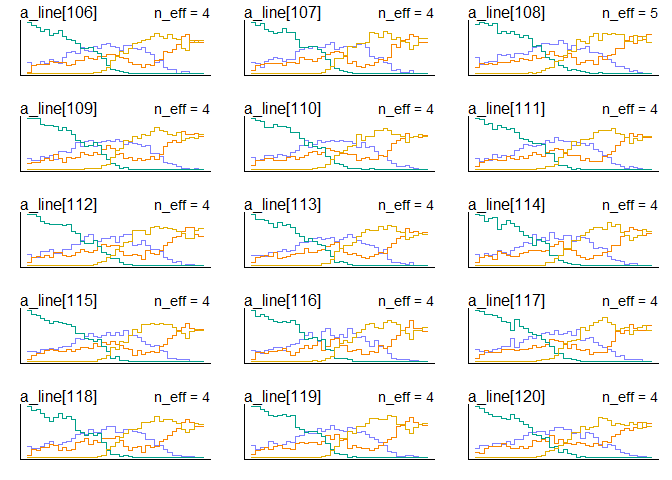 a_line[106] n_eff = 4 a_line[107] n_eff = 4 a_line[108] n_eff = 5
a_line[109] n_eff = 4 a_line[110] n_eff = 4 a_line[111] n_eff = 4
a_line[112] n_eff = 4 a_line[113] n_eff = 4 a_line[114] n_eff = 4
a_line[115] n_eff = 4 a_line[116] n_eff = 4 a_line[117] n_eff = 4
a_line[118] n_eff = 4 a_line[119] n_eff = 4 a_line[120] n_eff = 4